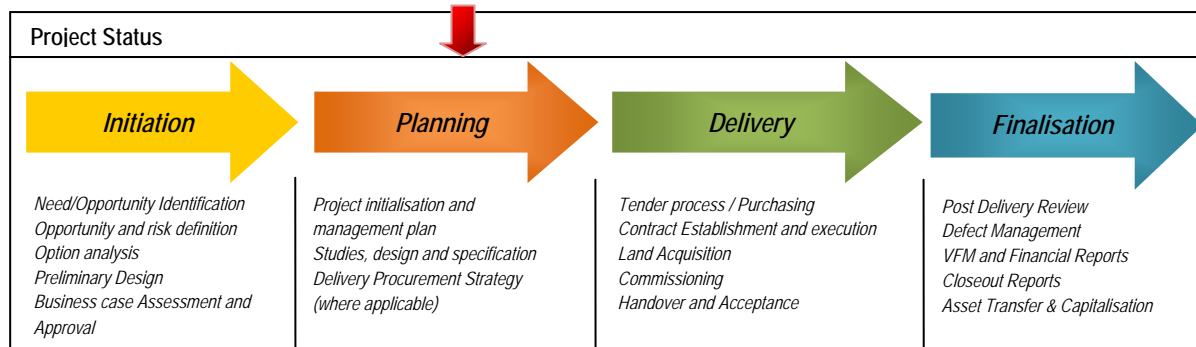 Project Status
Initiation
Planning
Delivery
Finalisation
Need/Opportunity Identification
Opportunity and risk definition
Option analysis
Preliminary Design
Business case Assessment and
Approval
Project initialisation and
management plan
Studies, design and specification
Delivery Procurement Strategy
(where applicable)
Tender process / Purchasing
Contract Establishment and execution
Land Acquisition
Commissioning
Handover and Acceptance
Post Delivery Review
Defect Management
VFM and Financial Reports
Closeout Reports
Asset Transfer & Capitalisation